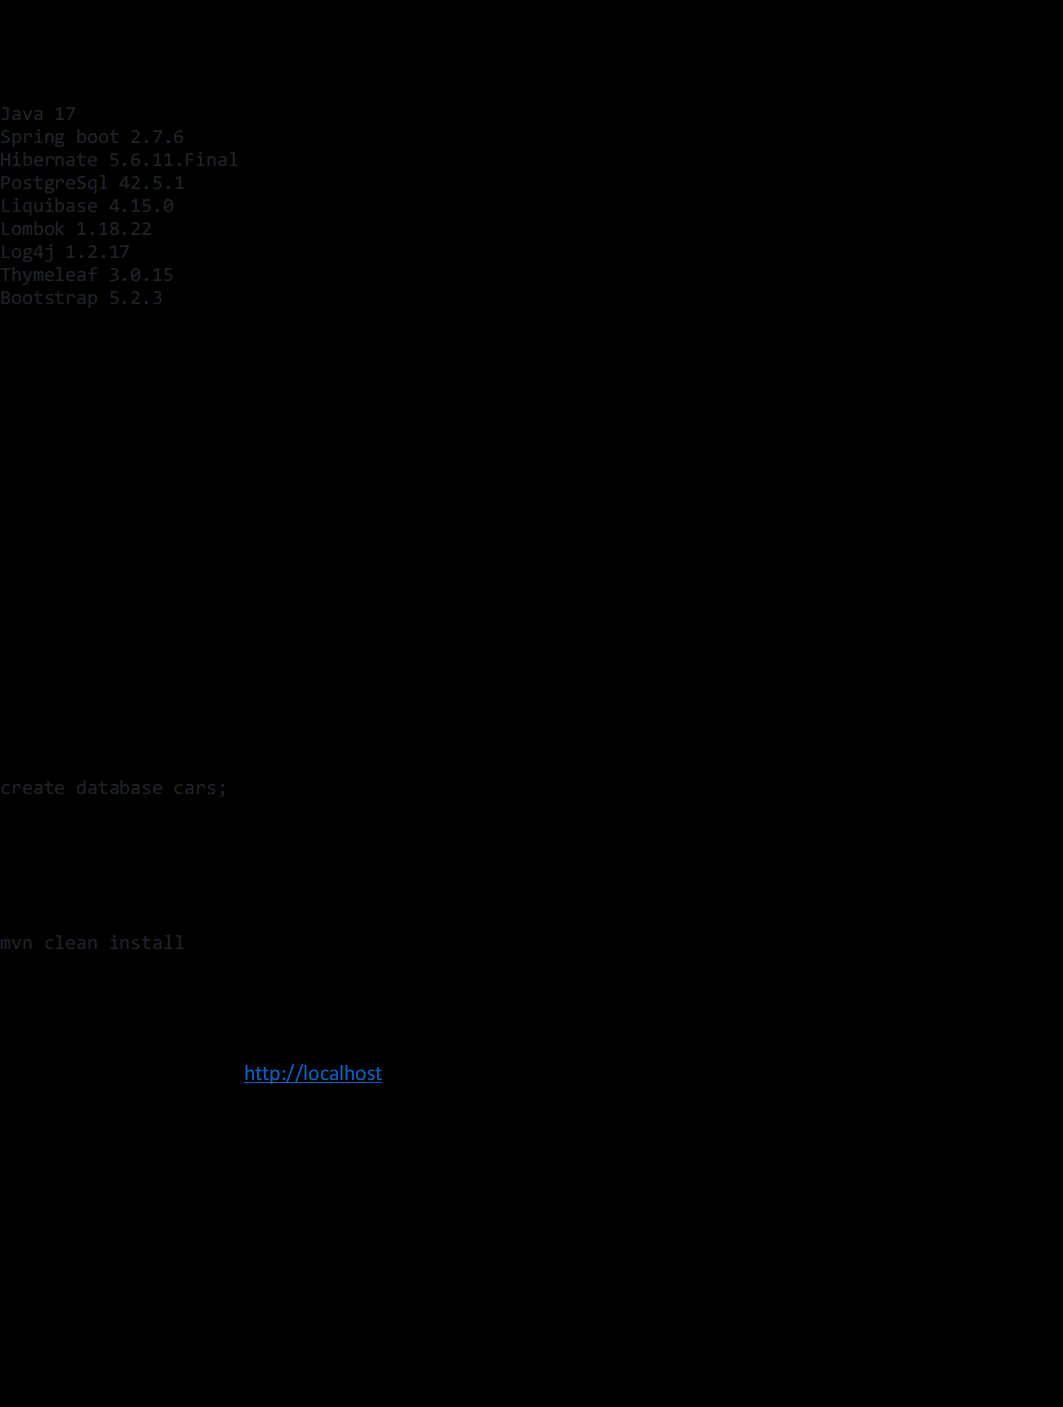 Java 17
Spring boot 2.7.6
Hibernate 5.6.11.Final
PostgreSql 42.5.1
Liquibase 4.15.0
Lombok 1.18.22
Log4j 1.2.17
Thymeleaf 3.0.15
Bootstrap 5.2.3
create database cars;
mvn clean install
http://localhost